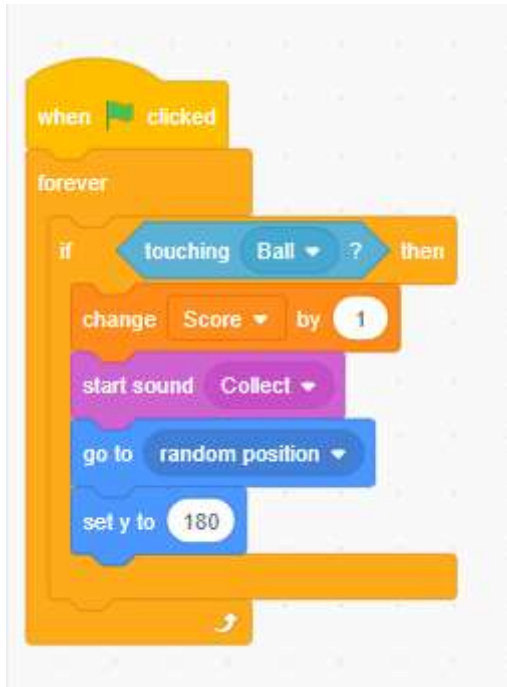 when clicked
forever
if touching Ball ? then
change Score by 1
start sound Collect
go to random position
set y to 180